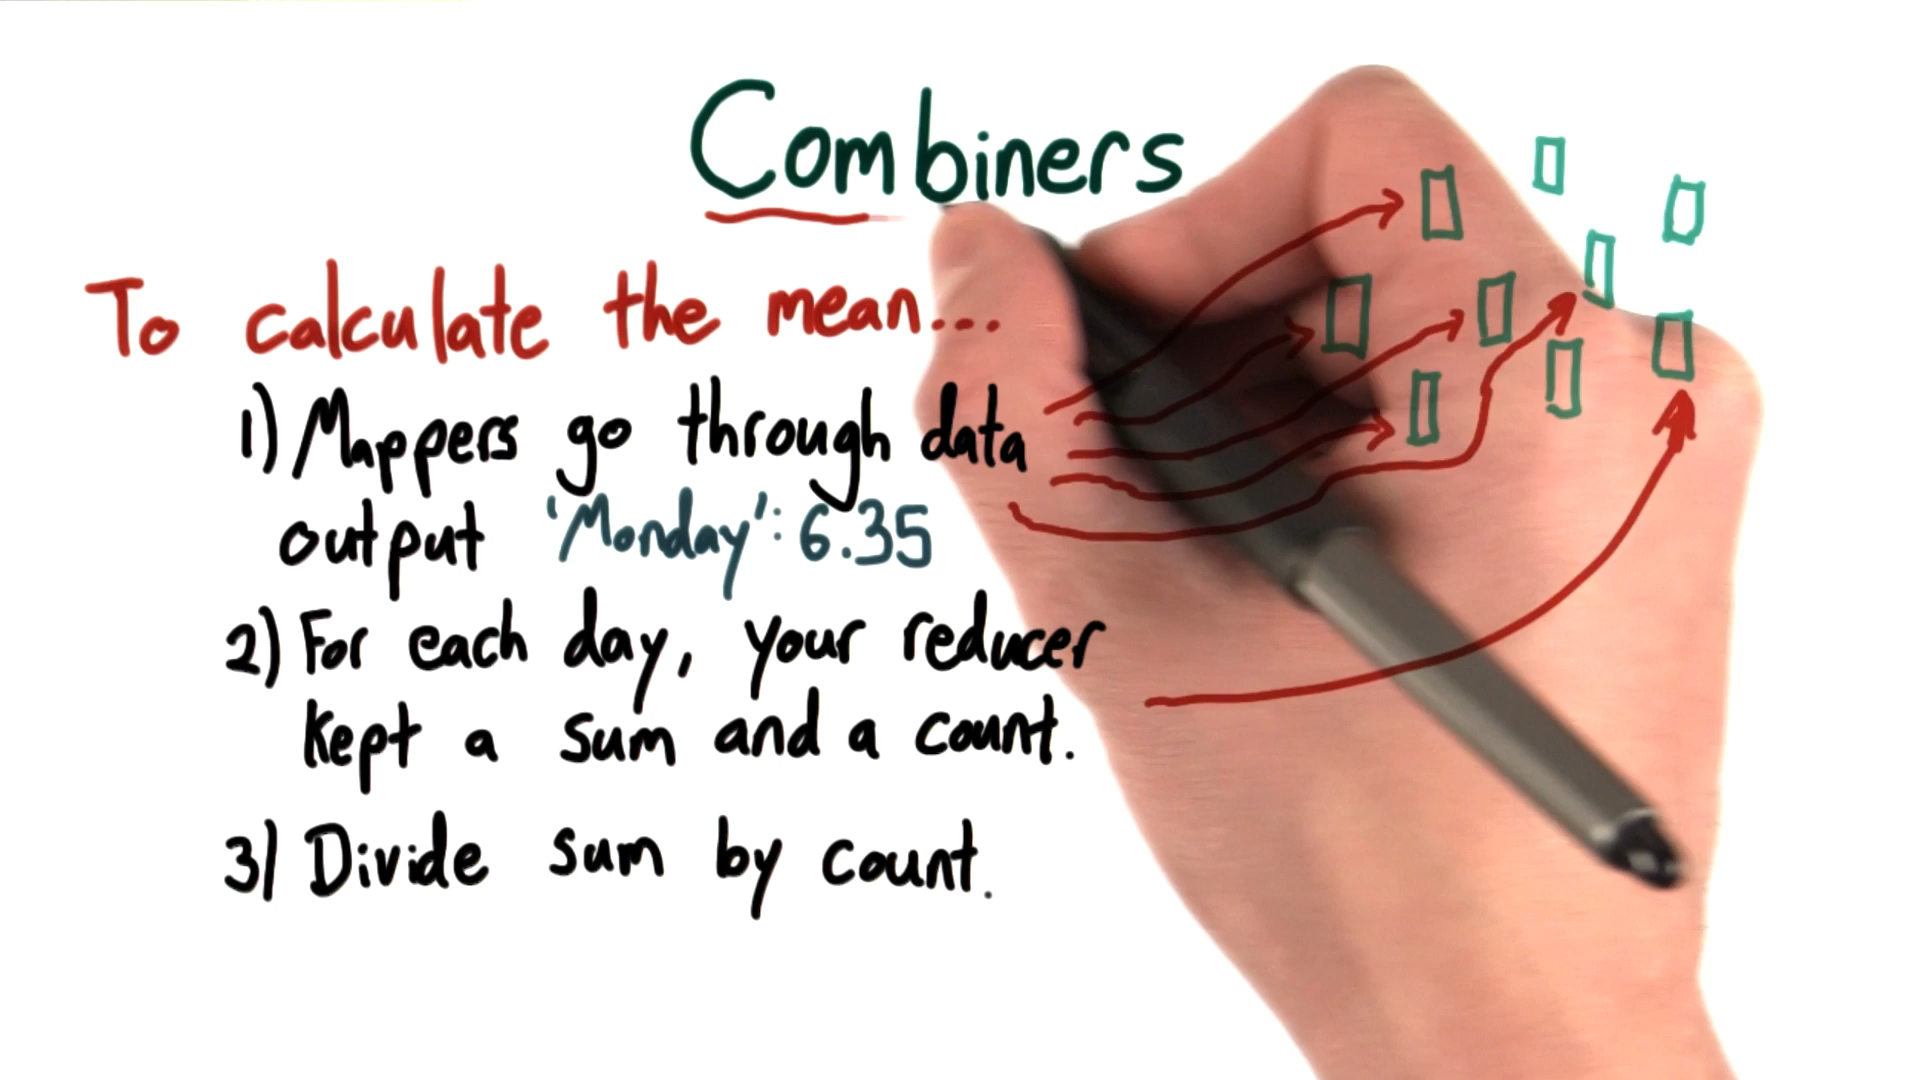 Combiners
To calculate the mean...
1) Mappers go through data
output 'Monday': 6.35
2) For each day, your reducer
kept a sum and a count.
3) Divide sum by count.